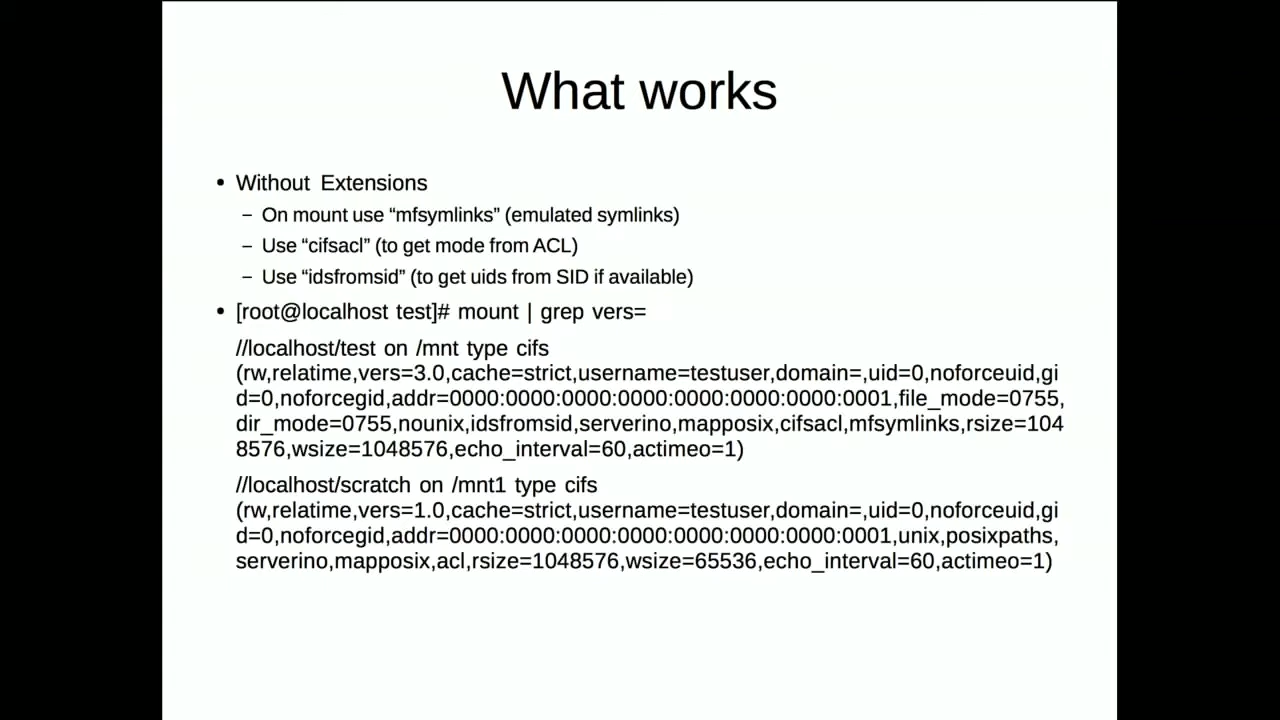 What works
• Without Extensions
– On mount use “mfsymlinks” (emulated symlinks)
– Use “cifsacl” (to get mode from ACL)
– Use “idsfromsid” (to get uids from SID if available)
• [root@localhost test]# mount | grep vers=
//localhost/test on /mnt type cifs
(rw,relatime,vers=3.0,cache=strict,username=testuser,domain=,uid=0,noforceuid,gi
d=0,noforcegid,addr=0000:0000:0000:0000:0000:0000:0000:0001,file_mode=0755,
dir_mode=0755,nounix,idsfromsid,serverino,mapposix,cifsacl,mfsymlinks,rsize=104
8576,wsize=1048576,echo_interval=60,actimeo=1)
//localhost/scratch on /mnt1 type cifs
(rw,relatime,vers=1.0,cache=strict,username=testuser,domain=,uid=0,noforceuid,gi
d=0,noforcegid,addr=0000:0000:0000:0000:0000:0000:0000:0001,unix,posixpaths,
serverino,mapposix,acl,rsize=1048576,wsize=65536,echo_interval=60,actimeo=1)